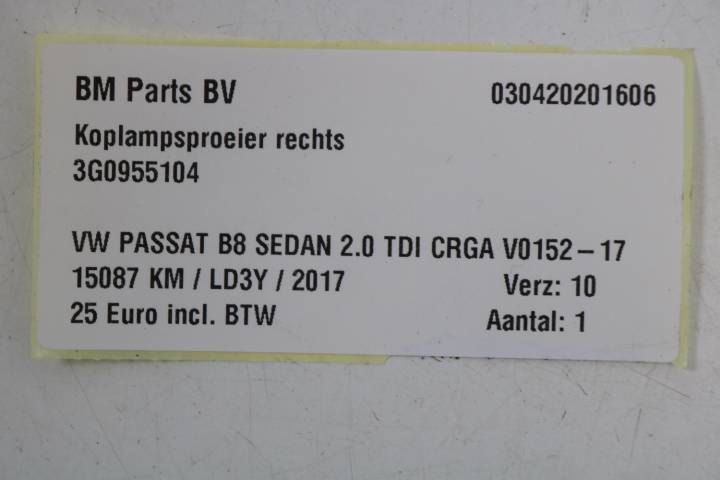 BM Parts BV 030420201606
Koplampsproeier rechts
3G0955104
VW PASSAT B8 SEDAN 2.0 TDI CRGA V0152-17
15087 KM / LD3Y / 2017 Verz: 10
25 Euro incl. BTW Aantal: 1